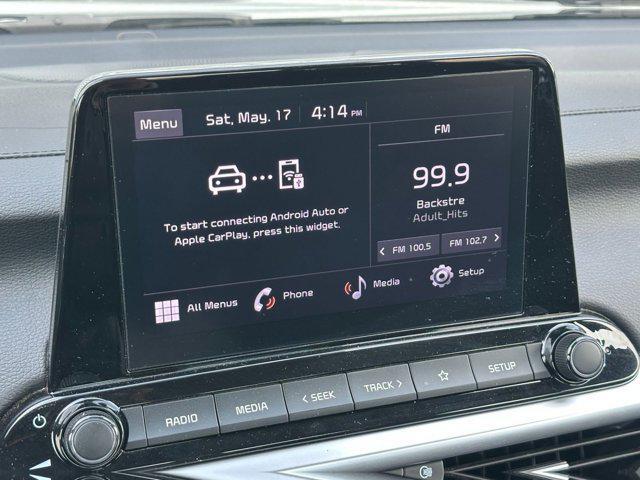 Menu
Sat, May. 17
4:14 PM
To start connecting Android Auto or
Apple CarPlay, press this widget.
FM
99.9
Backstre
Adult_Hits
< FM 100.5
FM 102.7 >
All Menus
Phone
Media
Setup
RADIO
MEDIA
< SEEK
TRACK >
SETUP